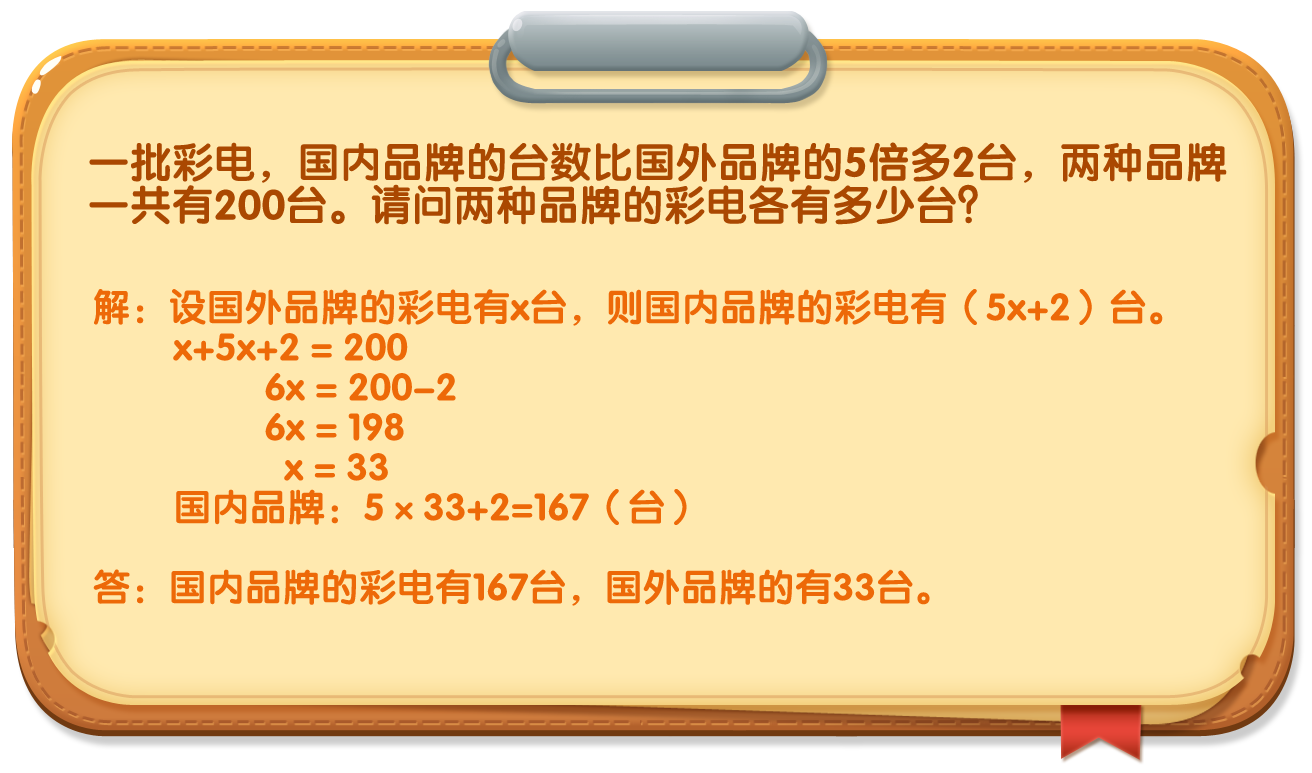 一批彩电，国内品牌的台数比国外品牌的5倍多2台，两种品牌
一共有200台。请问两种品牌的彩电各有多少台？
解：设国外品牌的彩电有x台，则国内品牌的彩电有（5x+2）台。
x+5x+2 = 200
6x = 200-2
6x = 198
x = 33
国内品牌：5 × 33+2=167（台）
答：国内品牌的彩电有167台，国外品牌的有33台。